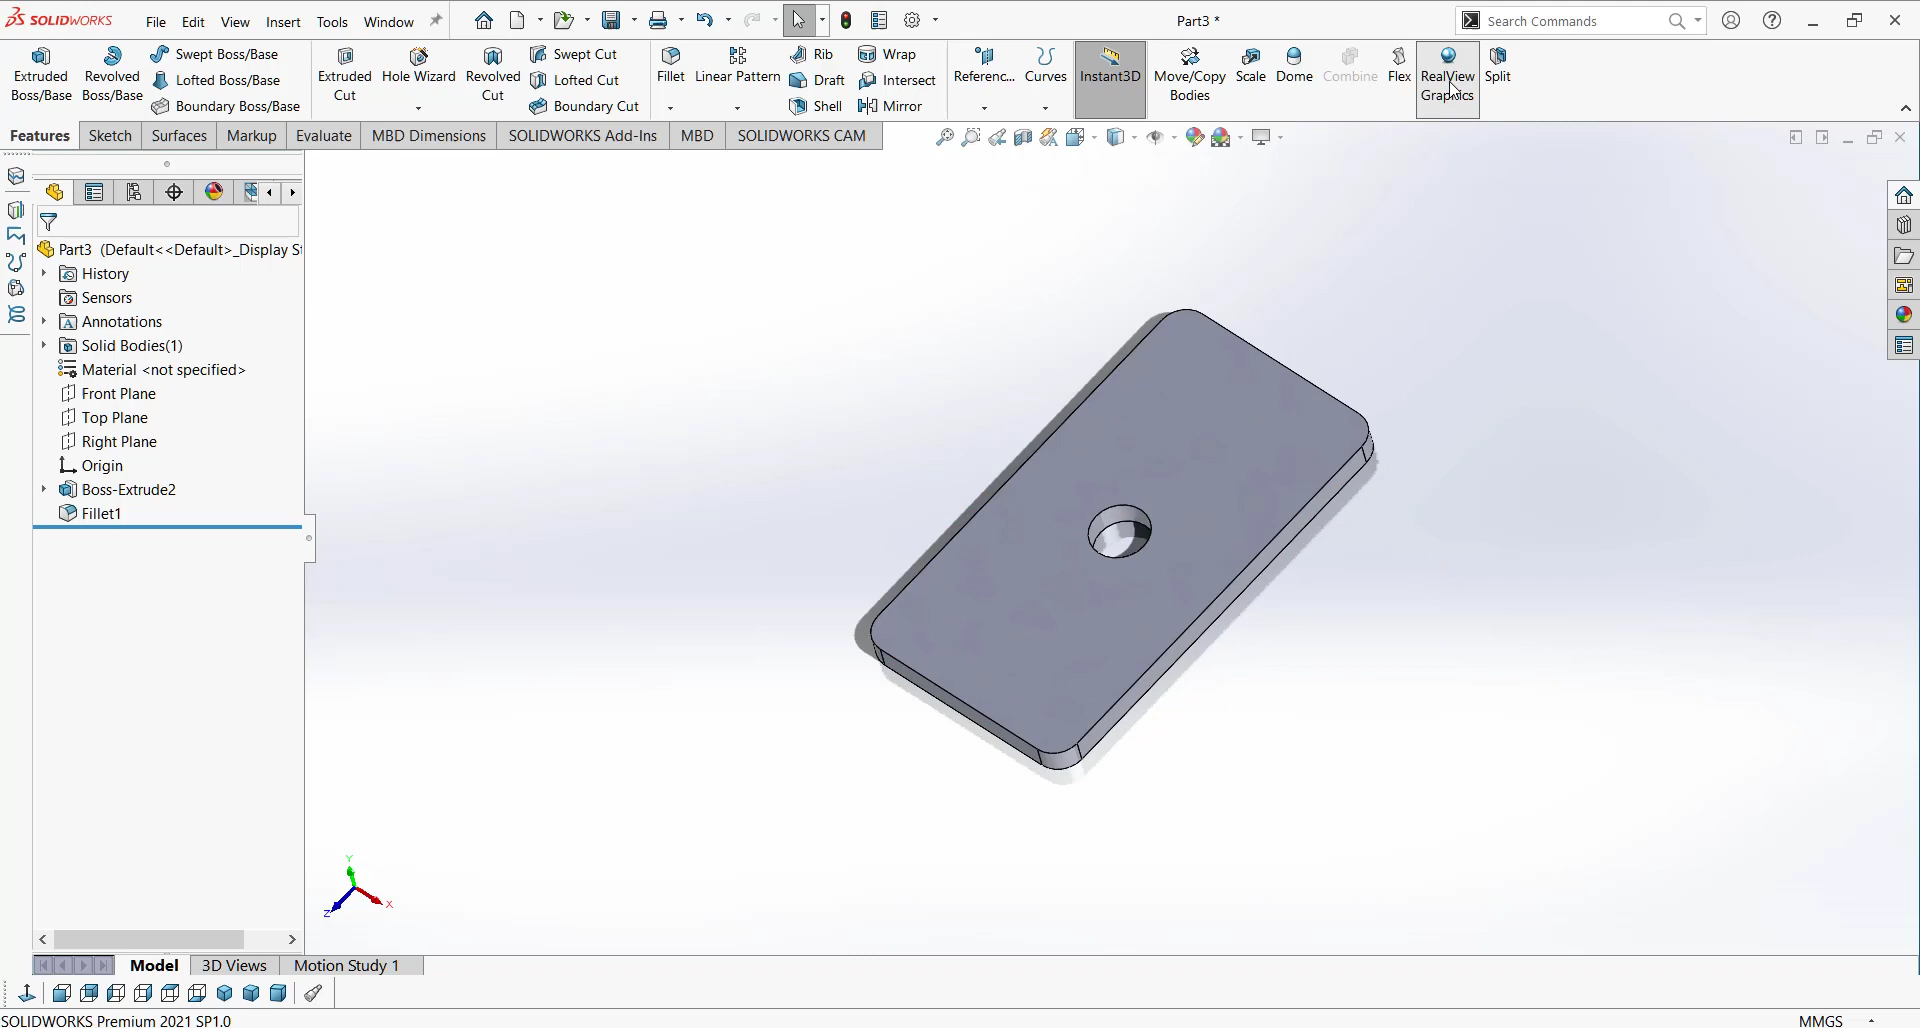 SOLIDWORKS File Edit View Insert Tools Window Part3 * Search Commands
Extruded Boss/Base
Revolved Boss/Base
Swept Boss/Base
Lofted Boss/Base
Boundary Boss/Base
Extruded Cut
Hole Wizard
Revolved Cut
Swept Cut
Lofted Cut
Boundary Cut
Fillet
Linear Pattern
Rib
Draft
Shell
Wrap
Intersect
Mirror
Referenc...
Curves
Instant3D
Move/Copy Bodies
Scale
Dome
Combine
Flex
RealView Graphics
Split
Features Sketch Surfaces Markup Evaluate MBD Dimensions SOLIDWORKS Add-Ins MBD SOLIDWORKS CAM
Part3 (Default<<Default>_Display S
History
Sensors
A Annotations
Solid Bodies(1)
Material <not specified>
Front Plane
Top Plane
Right Plane
Origin
Boss-Extrude2
Fillet1
Y
X
Z
Model 3D Views Motion Study 1
SOLIDWORKS Premium 2021 SP1.0 MMGS